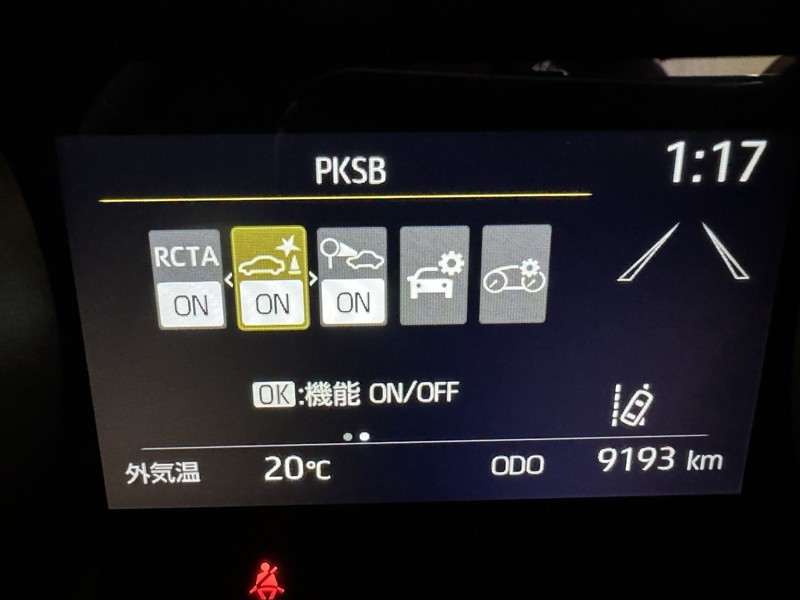 PKSB
1:17
RCTA
ON
ON
ON
OK:機能 ON/OFF
外気温 20℃ ODO 9193 km